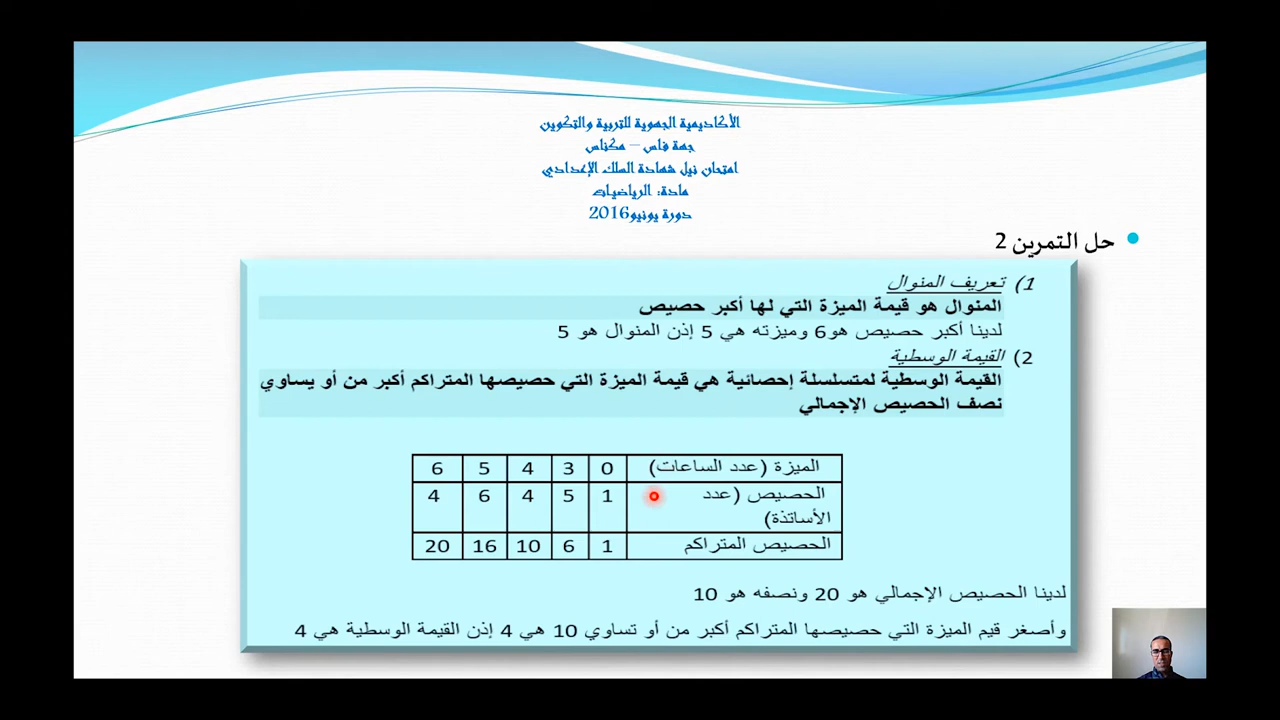 الأكاديمية الجهوية للتربية والتكوين
جهة فاس – مكناس
امتحان نيل شهادة السلك الإعدادي
مادة: الرياضيات
دورة يونيو2016
• حل التمرين 2
1) تعريف المنوال
المنوال هو قيمة الميزة التي لها أكبر حصيص
لدينا أكبر حصيص هو6 وميزته هي 5 إذن المنوال هو 5
2) القيمة الوسطية
القيمة الوسطية لمتسلسلة إحصائية هي قيمة الميزة التي حصيصها المتراكم أكبر من أو يساوي
نصف الحصيص الإجمالي
الميزة (عدد الساعات) 0 3 4 5 6
الحصيص (عدد 1 5 4 6 4
الأساتذة)
الحصيص المتراكم 1 6 10 16 20
لدينا الحصيص الإجمالي هو 20 ونصفه هو 10
وأصغر قيم الميزة التي حصيصها المتراكم أكبر من أو تساوي 10 هي 4 إذن القيمة الوسطية هي 4